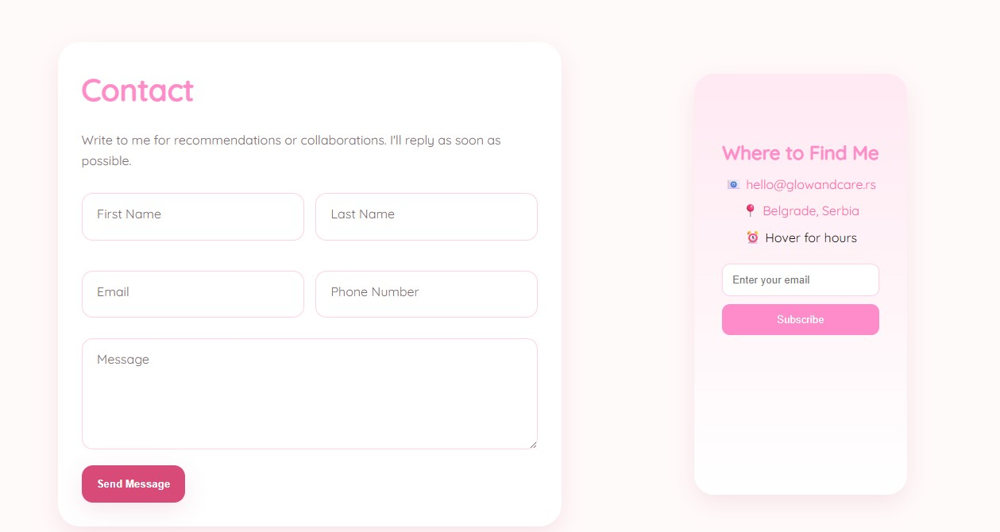 Contact
Write to me for recommendations or collaborations. I'll reply as soon as
possible.
First Name
Last Name
Email
Phone Number
Message
Send Message
Where to Find Me
hello@glowandcare.rs
Belgrade, Serbia
Hover for hours
Enter your email
Subscribe